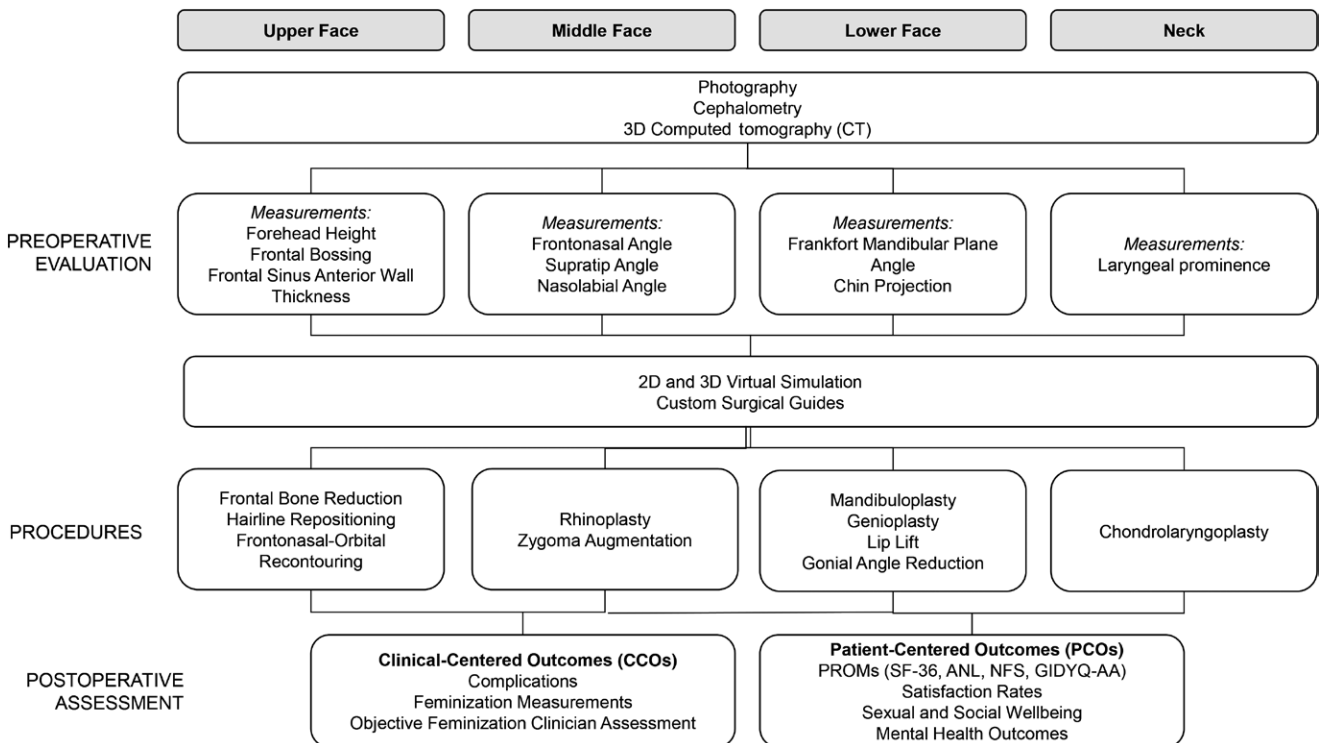 Upper Face
Middle Face
Lower Face
Neck
Photography
Cephalometry
3D Computed tomography (CT)
PREOPERATIVE
EVALUATION
Measurements:
Forehead Height
Frontal Bossing
Frontal Sinus Anterior Wall
Thickness
Measurements:
Frontonasal Angle
Supratip Angle
Nasolabial Angle
Measurements:
Frankfort Mandibular Plane
Angle
Chin Projection
Measurements:
Laryngeal prominence
2D and 3D Virtual Simulation
Custom Surgical Guides
PROCEDURES
Frontal Bone Reduction
Hairline Repositioning
Frontonasal-Orbital
Recontouring
Rhinoplasty
Zygoma Augmentation
Mandibuloplasty
Genioplasty
Lip Lift
Gonial Angle Reduction
Chondrolaryngoplasty
POSTOPERATIVE
ASSESSMENT
Clinical-Centered Outcomes (CCOs)
Complications
Feminization Measurements
Objective Feminization Clinician Assessment
Patient-Centered Outcomes (PCOs)
PROMs (SF-36, ANL, NFS, GIDYQ-AA)
Satisfaction Rates
Sexual and Social Wellbeing
Mental Health Outcomes